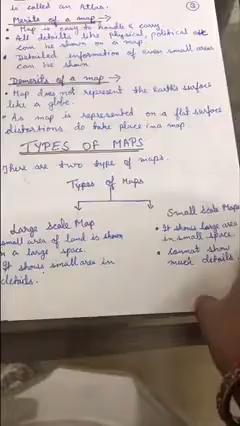 is called an Atlas.
3
Merits of a map →
• Map is easy to handle & carry.
• All details like physical, political etc
can be shown on a map.
• Detailed information of even small areas
can be shown.
Demerits of a map →
• Map does not represent the Earth's surface
like a globe.
• As map is represented on a flat surface
distortions do take place in a map.
TYPES OF MAPS
There are two type of maps.
Types of Maps
Large Scale Map
small area of land is shown
in a large space.
It shows small area in
details.
Small Scale Map
• It shows large area
in small space.
• cannot show
much details